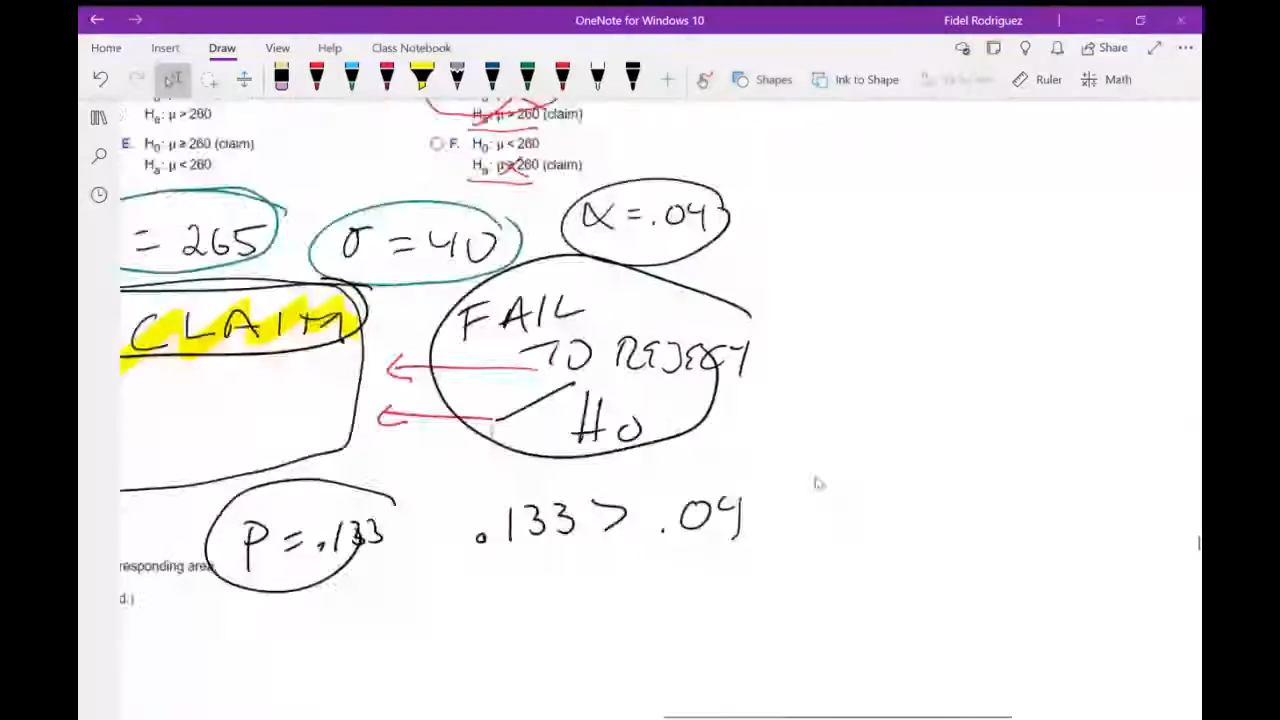 OneNote for Windows 10
Fidel Rodriguez
Home Insert Draw View Help Class Notebook
Share
Shapes
Ink to Shape
Ruler
Math
Hₐ: μ > 260
Hₐ: μ > 260 (claim)
E. H₀: μ ≥ 260 (claim)
Hₐ: μ < 260
F. H₀: μ < 260
Hₐ: μ ≥ 260 (claim)
= 265
σ = 40
α = .04
CLAIM
FAIL
TO REJECT
H0
P = .133
.133 > .04
responding area.
d.)